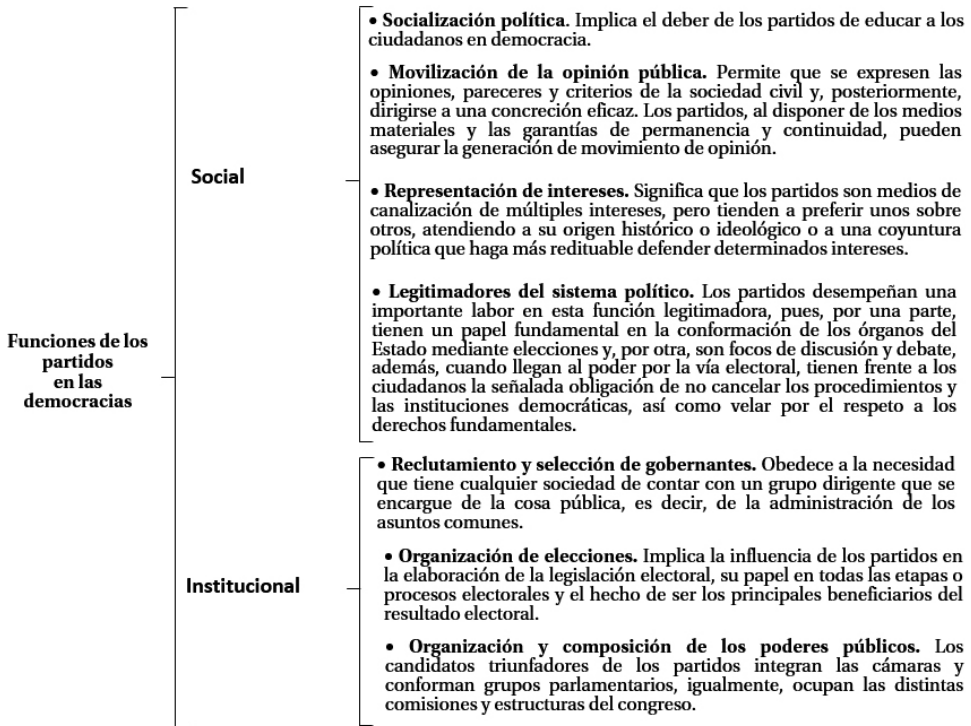 Funciones de los
partidos
en las
democracias
Social
• Socialización política. Implica el deber de los partidos de educar a los
ciudadanos en democracia.
• Movilización de la opinión pública. Permite que se expresen las
opiniones, pareceres y criterios de la sociedad civil y, posteriormente,
dirigirse a una concreción eficaz. Los partidos, al disponer de los medios
materiales y las garantías de permanencia y continuidad, pueden
asegurar la generación de movimiento de opinión.
• Representación de intereses. Significa que los partidos son medios de
canalización de múltiples intereses, pero tienden a preferir unos sobre
otros, atendiendo a su origen histórico o ideológico o a una coyuntura
política que haga más redituable defender determinados intereses.
• Legitimadores del sistema político. Los partidos desempeñan una
importante labor en esta función legitimadora, pues, por una parte,
tienen un papel fundamental en la conformación de los órganos del
Estado mediante elecciones y, por otra, son focos de discusión y debate,
además, cuando llegan al poder por la vía electoral, tienen frente a los
ciudadanos la señalada obligación de no cancelar los procedimientos y
las instituciones democráticas, así como velar por el respeto a los
derechos fundamentales.
Institucional
• Reclutamiento y selección de gobernantes. Obedece a la necesidad
que tiene cualquier sociedad de contar con un grupo dirigente que se
encargue de la cosa pública, es decir, de la administración de los
asuntos comunes.
• Organización de elecciones. Implica la influencia de los partidos en
la elaboración de la legislación electoral, su papel en todas las etapas o
procesos electorales y el hecho de ser los principales beneficiarios del
resultado electoral.
• Organización y composición de los poderes públicos. Los
candidatos triunfadores de los partidos integran las cámaras y
conforman grupos parlamentarios, igualmente, ocupan las distintas
comisiones y estructuras del congreso.